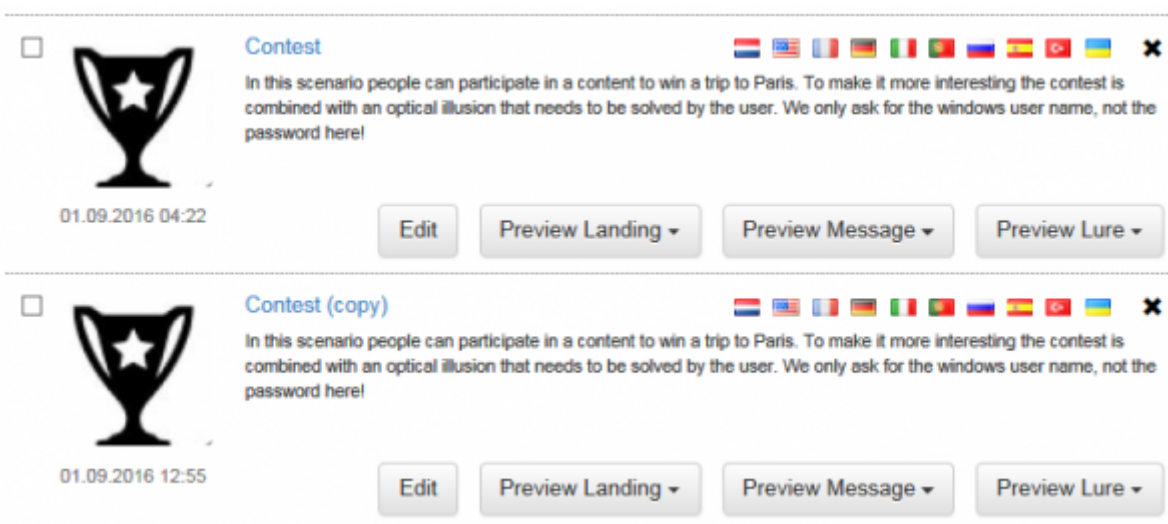 Contest
In this scenario people can participate in a content to win a trip to Paris. To make it more interesting the contest is
combined with an optical illusion that needs to be solved by the user. We only ask for the windows user name, not the
password here!
01.09.2016 04:22
Edit
Preview Landing
Preview Message
Preview Lure
Contest (copy)
In this scenario people can participate in a content to win a trip to Paris. To make it more interesting the contest is
combined with an optical illusion that needs to be solved by the user. We only ask for the windows user name, not the
password here!
01.09.2016 12:55
Edit
Preview Landing
Preview Message
Preview Lure